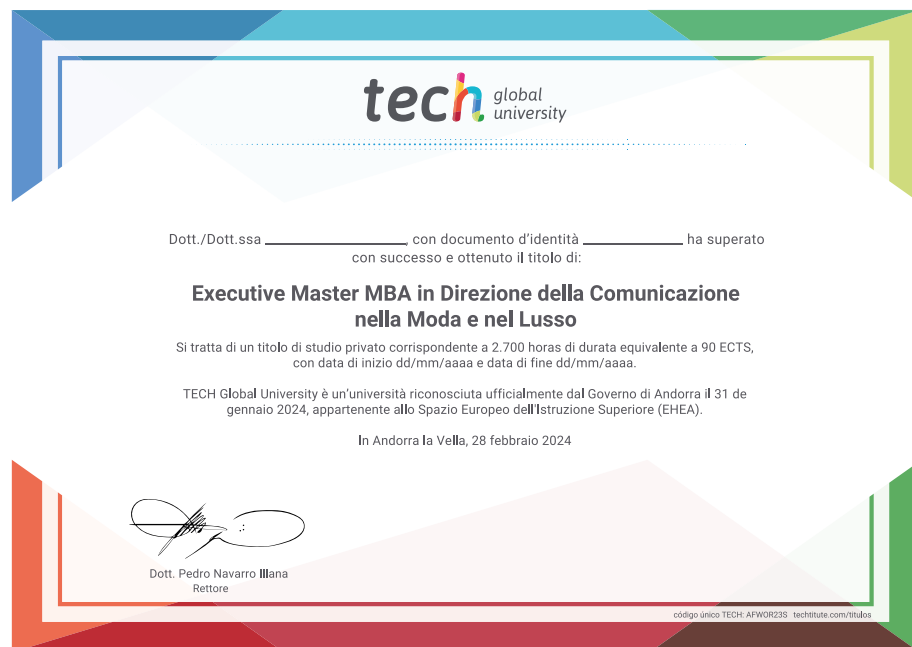 tech global university
Dott./Dott.ssa ________________, con documento d'identità ____________ ha superato
con successo e ottenuto il titolo di:
Executive Master MBA in Direzione della Comunicazione
nella Moda e nel Lusso
Si tratta di un titolo di studio privato corrispondente a 2.700 horas di durata equivalente a 90 ECTS,
con data di inizio dd/mm/aaaa e data di fine dd/mm/aaaa.
TECH Global University è un'università riconosciuta ufficialmente dal Governo di Andorra il 31 de
gennaio 2024, appartenente allo Spazio Europeo dell'Istruzione Superiore (EHEA).
In Andorra la Vella, 28 febbraio 2024
Dott. Pedro Navarro Illana
Rettore
código único TECH: AFWOR23S techtitute.com/titulos